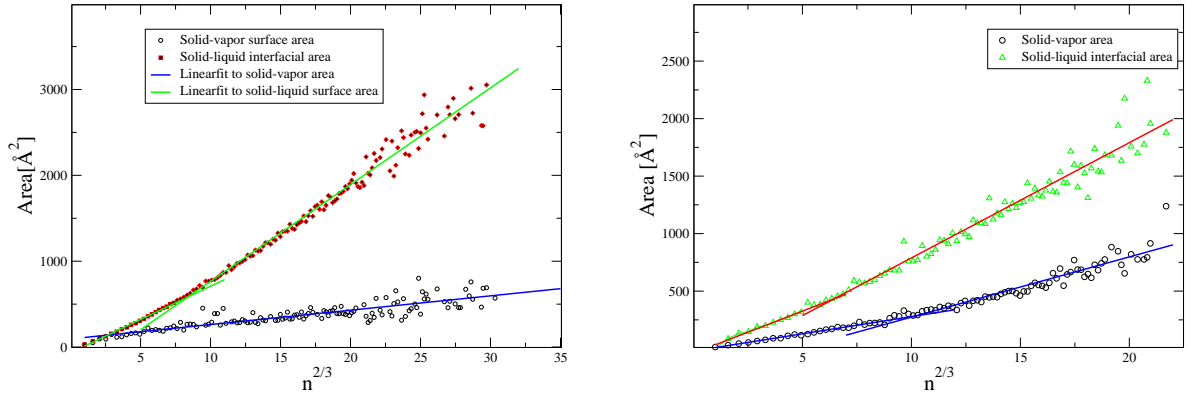 Solid-vapor surface area
Solid-liquid interfacial area
Linearfit to solid-vapor area
Linearfit to solid-liquid surface area
Area[Å²]
3000
2000
1000
0
5 10 15 20 25 30 35
n^2/3
Solid-vapor area
Solid-liquid interfacial area
Area [Å²]
2500
2000
1500
1000
500
5 10 15 20
n^2/3